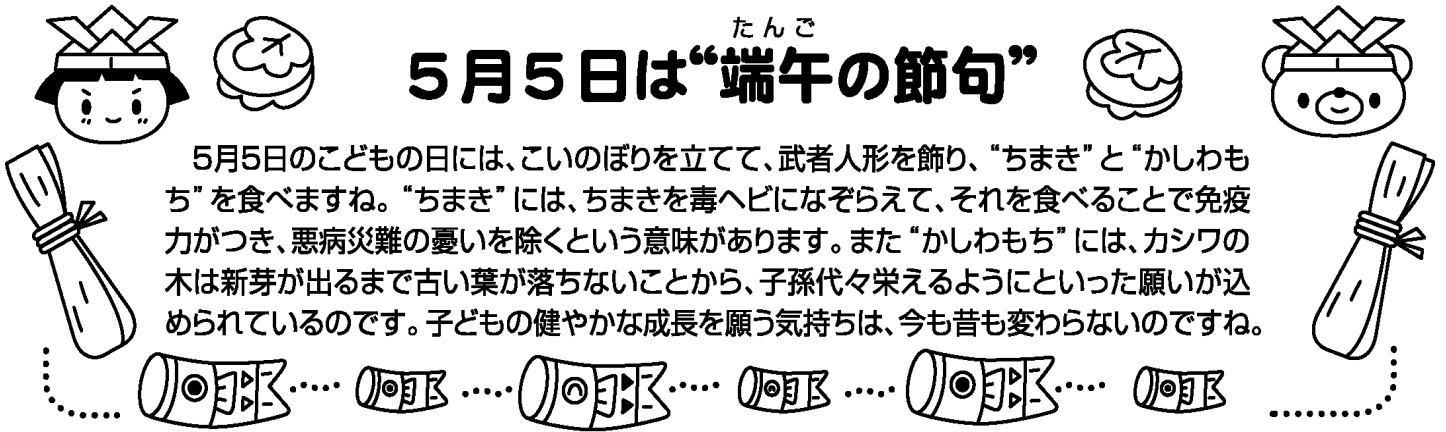 たんご
5月5日は“端午の節句”
5月5日のこどもの日には、こいのぼりを立てて、武者人形を飾り、“ちまき”と“かしわも
ち”を食べますね。“ちまき”には、ちまきを毒ヘビになぞらえて、それを食べることで免疫
力がつき、悪病災難の憂いを除くという意味があります。また“かしわもち”には、カシワの
木は新芽が出るまで古い葉が落ちないことから、子孫代々栄えるようにといった願いが込
められているのです。子どもの健やかな成長を願う気持ちは、今も昔も変わらないのですね。